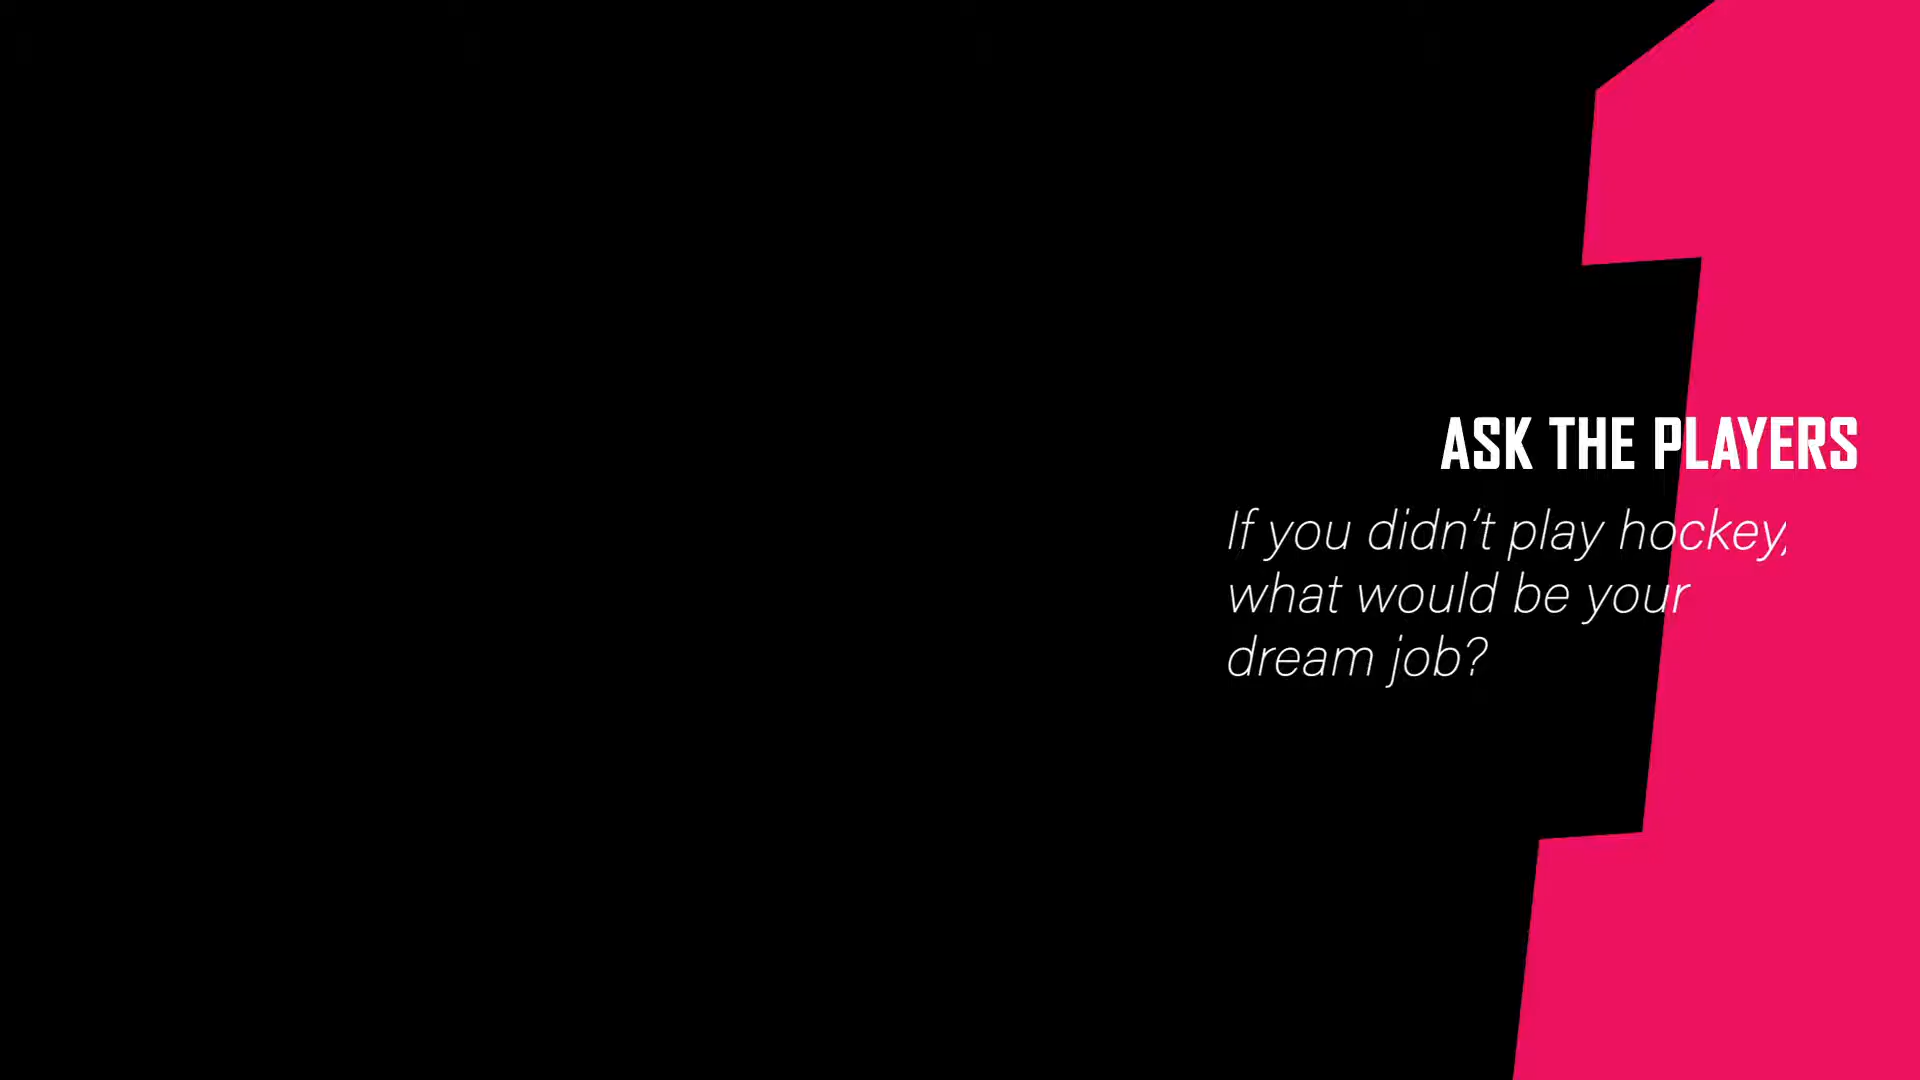 ASK THE PLAYERS
If you didn’t play hockey,
what would be your
dream job?